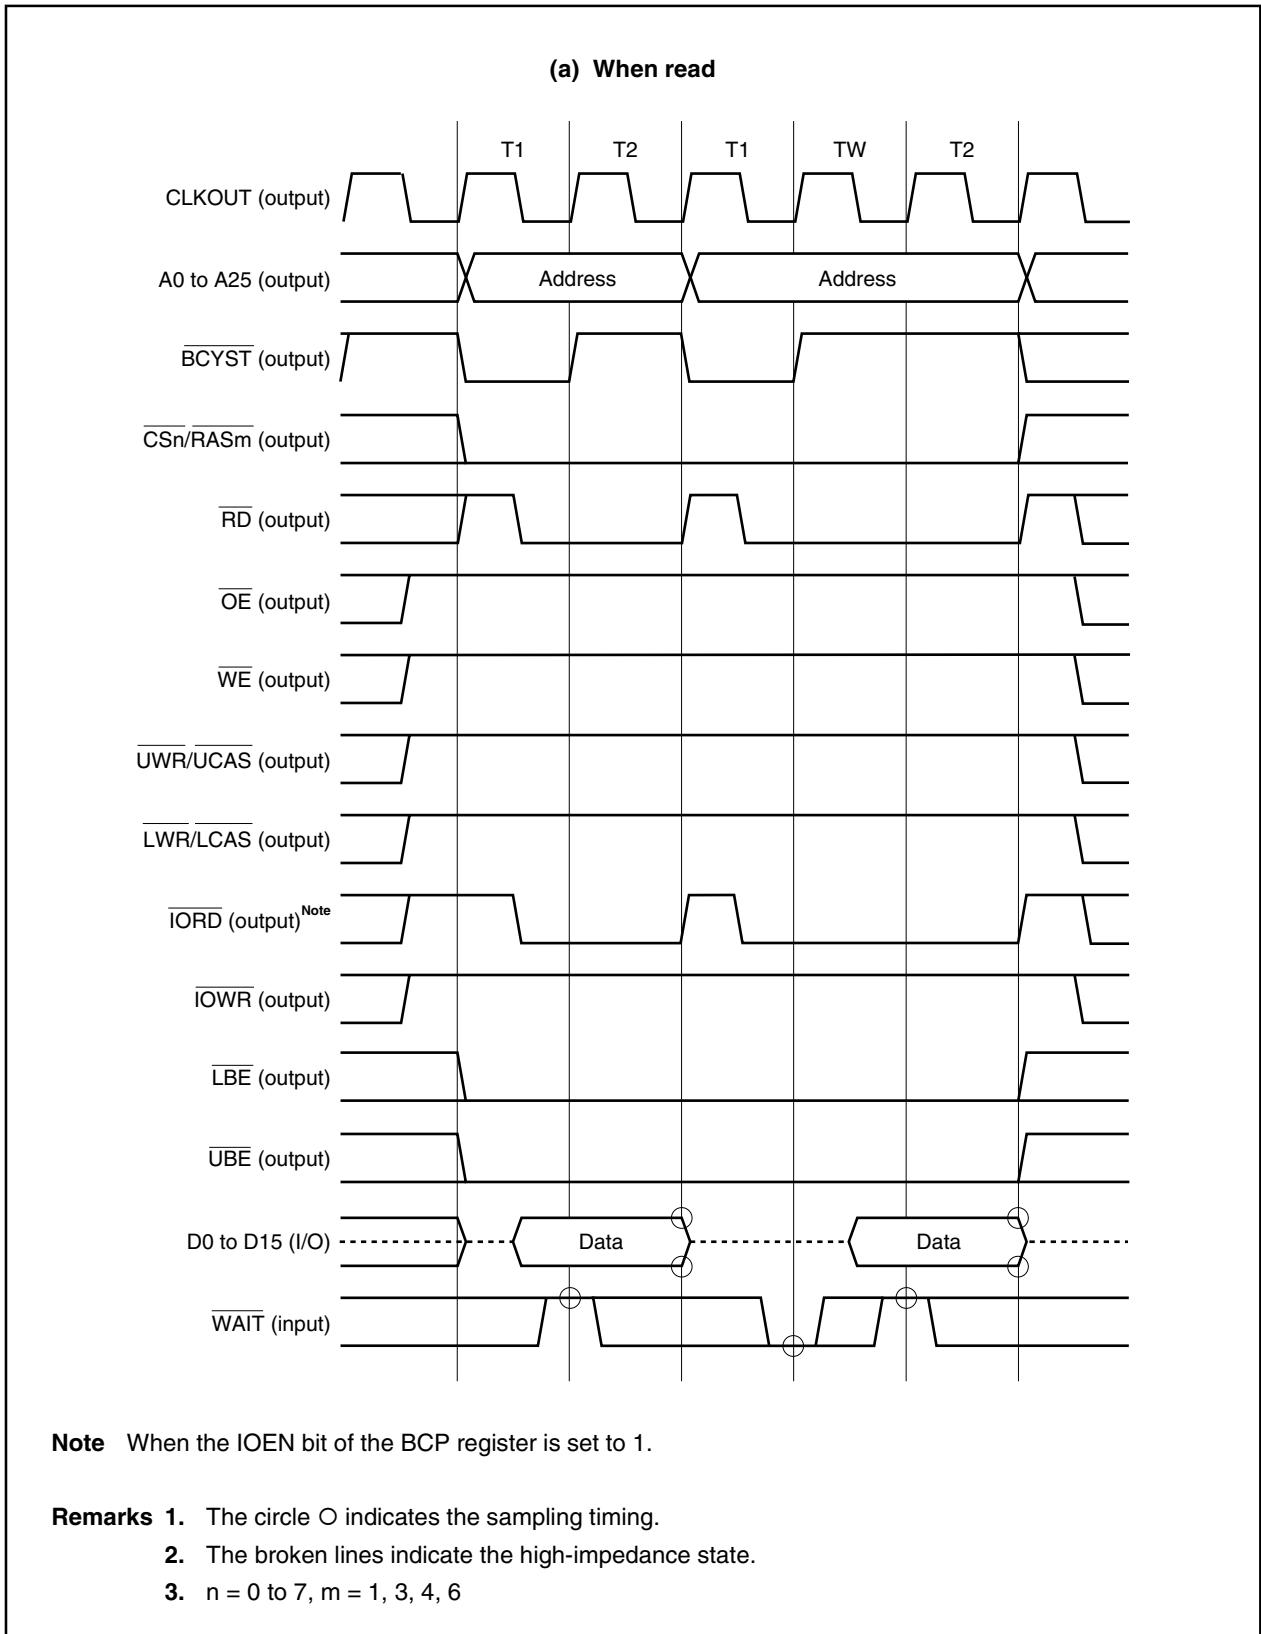 (a) When read
T1 T2 T1 TW T2
CLKOUT (output)
A0 to A25 (output) Address Address
BCYST (output)
CSn/RASm (output)
RD (output)
OE (output)
WE (output)
UWR/UCAS (output)
LWR/LCAS (output)
IORD (output)Note
IOWR (output)
LBE (output)
UBE (output)
D0 to D15 (I/O) Data Data
WAIT (input)
Note When the IOEN bit of the BCP register is set to 1.
Remarks 1. The circle O indicates the sampling timing.
2. The broken lines indicate the high-impedance state.
3. n = 0 to 7, m = 1, 3, 4, 6